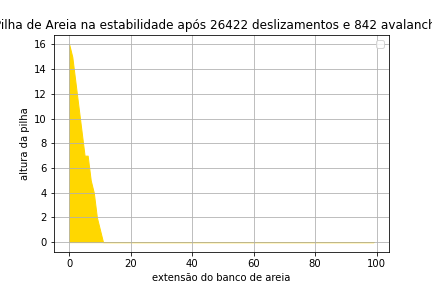 ilha de Areia na estabilidade após 26422 deslizamentos e 842 avalanch
16
14
12
10
8
6
4
2
0
altura da pilha
0 20 40 60 80 100
extensão do banco de areia